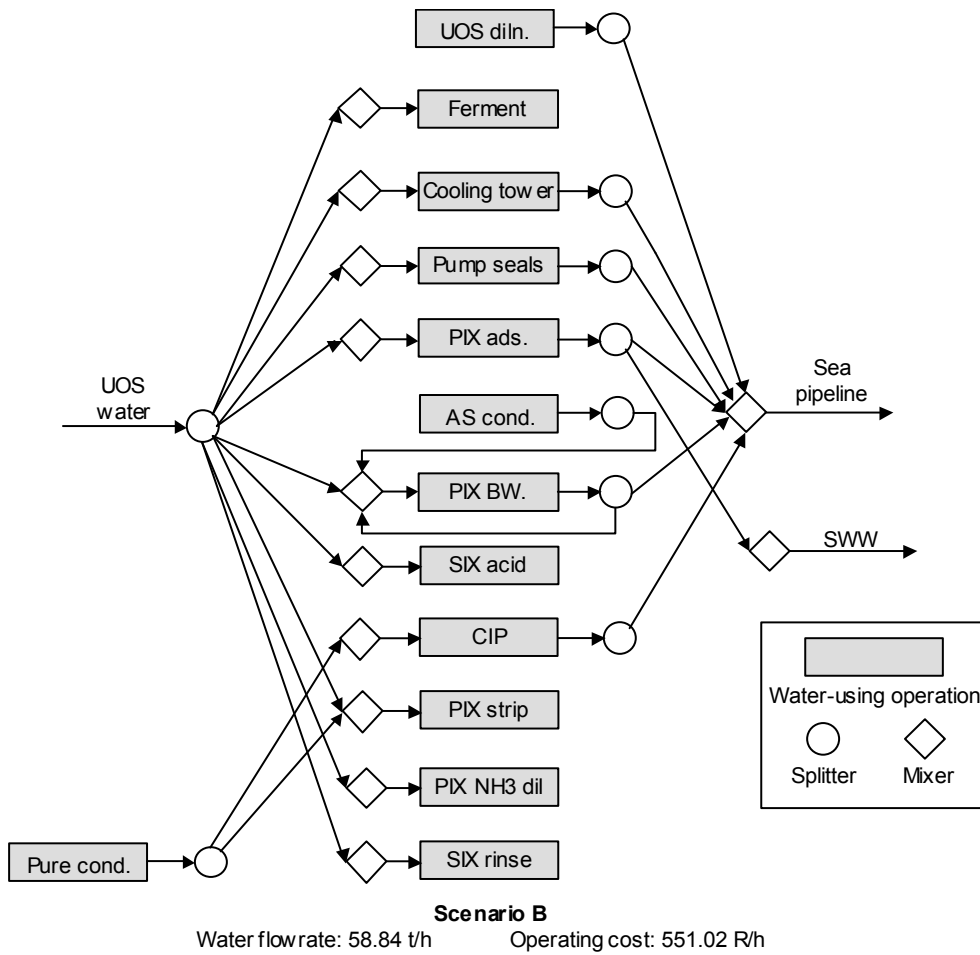 UOS diln.
Ferment
Cooling tower
Pump seals
PIX ads.
UOS
water
Sea
pipeline
AS cond.
PIX BW.
SWW
SIX acid
CIP
Water-using operation
PIX strip
Splitter
Mixer
PIX NH3 dil
Pure cond.
SIX rinse
Scenario B
Water flowrate: 58.84 t/h Operating cost: 551.02 R/h